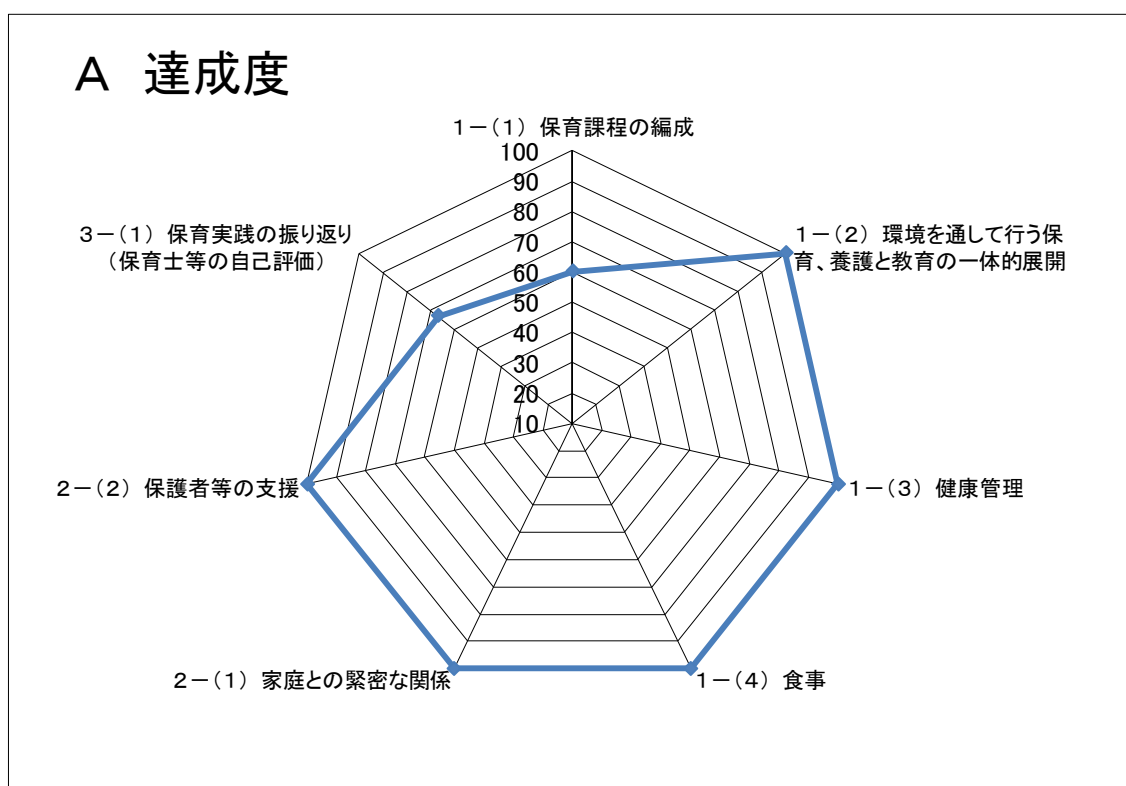 A 達成度
1－(1) 保育課程の編成
100
90
80
70
60
50
40
30
20
10
1－(2) 環境を通して行う保
育、養護と教育の一体的展開
1－(3) 健康管理
1－(4) 食事
2－(1) 家庭との緊密な関係
2－(2) 保護者等の支援
3－(1) 保育実践の振り返り
（保育士等の自己評価）